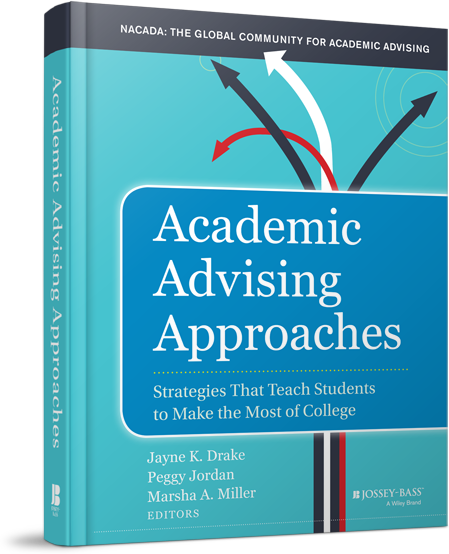 NACADA: THE GLOBAL COMMUNITY FOR ACADEMIC ADVISING
Academic
Advising
Approaches
Strategies That Teach Students
to Make the Most of College
Jayne K. Drake
Peggy Jordan
Marsha A. Miller
EDITORS
JOSSEY-BASS
A Wiley Brand
Academic Advising Approaches